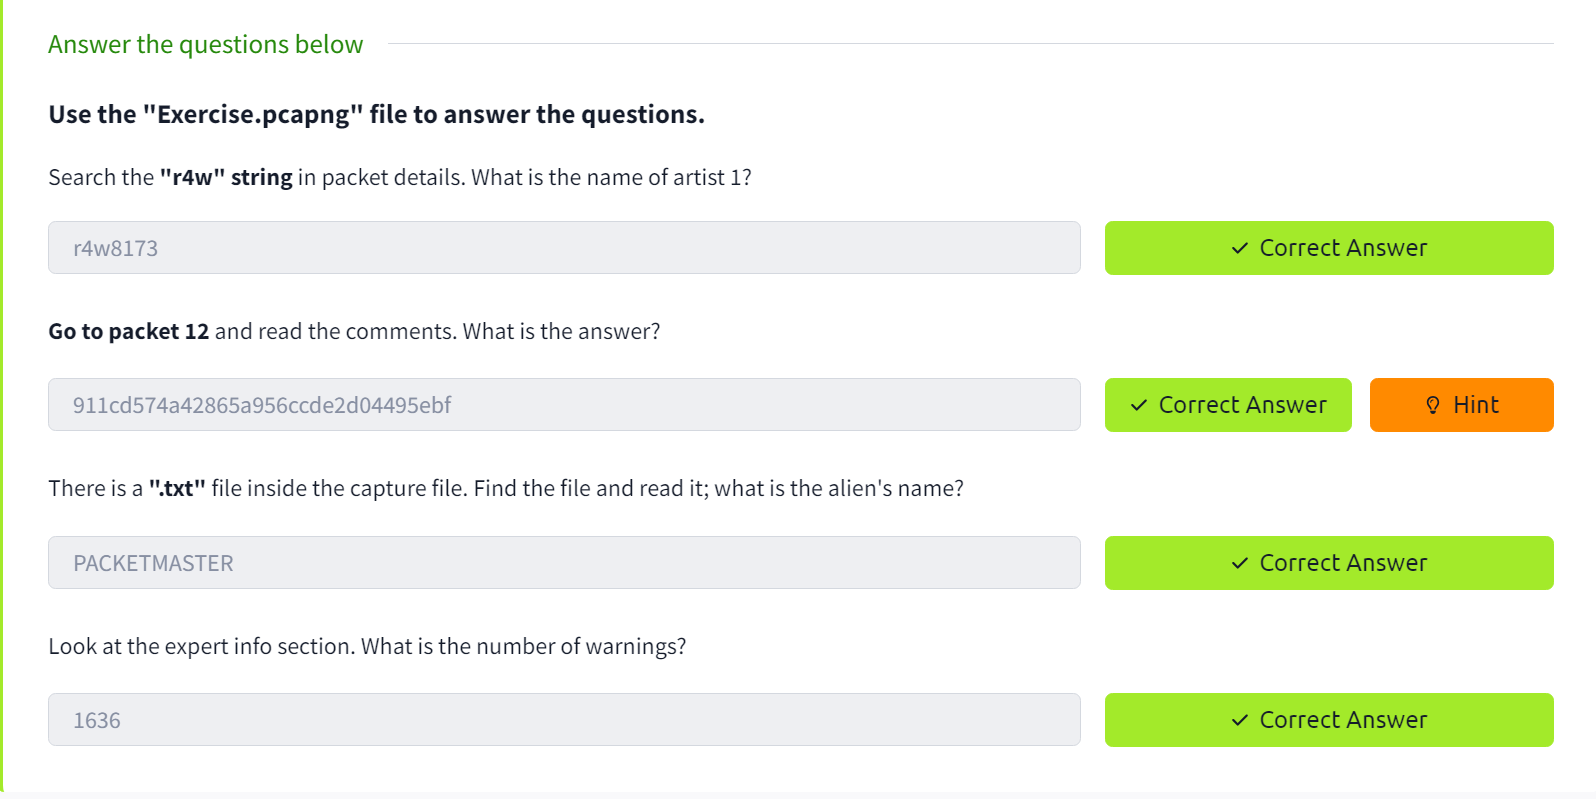 Answer the questions below
Use the "Exercise.pcapng" file to answer the questions.
Search the "r4w" string in packet details. What is the name of artist 1?
r4w8173
Correct Answer
Go to packet 12 and read the comments. What is the answer?
911cd574a42865a956ccde2d04495ebf
Correct Answer
Hint
There is a ".txt" file inside the capture file. Find the file and read it; what is the alien's name?
PACKETMASTER
Correct Answer
Look at the expert info section. What is the number of warnings?
1636
Correct Answer